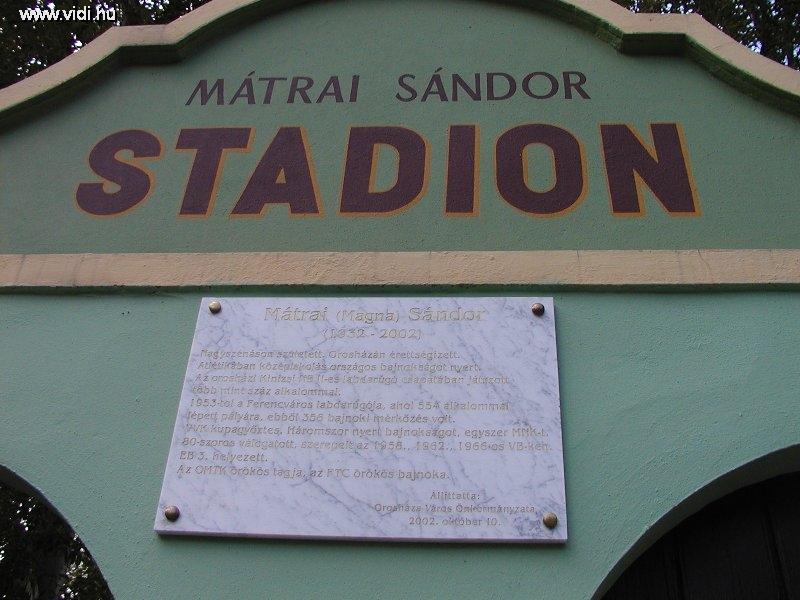 www.vidi.hu
MÁTRAI SÁNDOR
STADION
Mátrai (Magna) Sándor
(1932 - 2002)
Nagyszénáson született. Orosházán érettségizett.
Atlétikában középiskolás országos bajnokságot nyert.
Az orosházi Kinizsi NB II-es labdarúgó csapatában játszott
több mint száz alkalommal.
1953-tól a Ferencváros labdarúgója, ahol 554 alkalommal
lépett pályára, ebből 356 bajnoki mérkőzés volt.
VVK kupagyőztes, Háromszor nyert bajnokságot, egyszer MNK-t.
80-szoros válogatott, szerepelt az 1958., 1962., 1966-os VB-ken.
EB 3. helyezett.
Az OMTK örökös tagja, az FTC örökös bajnoka.
Állíttatta:
Orosháza Város Önkormányzata
2002. október 10.